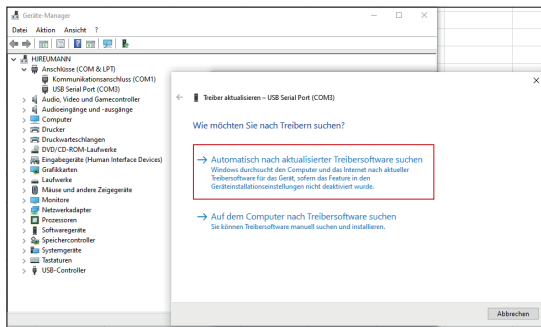 Geräte-Manager
Datei Aktion Ansicht ?
HIREUMANN
Anschlüsse (COM & LPT)
Kommunikationsanschluss (COM1)
USB Serial Port (COM3)
Audio, Video und Gamecontroller
Audioeingänge und -ausgänge
Computer
Drucker
Druckwarteschlangen
DVD/CD-ROM-Laufwerke
Eingabegeräte (Human Interface Devices)
Grafikkarten
Laufwerke
Mäuse und andere Zeigegeräte
Monitore
Netzwerkadapter
Prozessoren
Softwaregeräte
Speichercontroller
Systemgeräte
Tastaturen
USB-Controller
Treiber aktualisieren – USB Serial Port (COM3)
Wie möchten Sie nach Treibern suchen?
Automatisch nach aktualisierter Treibersoftware suchen
Windows durchsucht den Computer und das Internet nach aktueller
Treibersoftware für das Gerät, sofern das Feature in den
Geräteinstallationseinstellungen nicht deaktiviert wurde.
Auf dem Computer nach Treibersoftware suchen
Sie können Treibersoftware manuell suchen und installieren.
Abbrechen